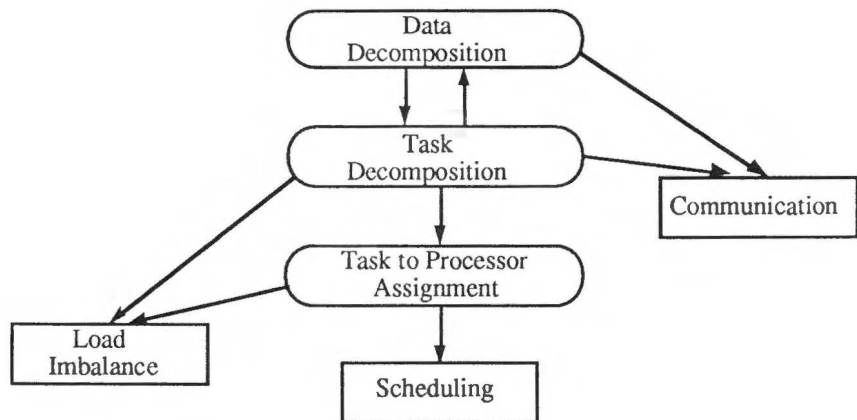 Data
Decomposition
Task
Decomposition
Communication
Task to Processor
Assignment
Load
Imbalance
Scheduling